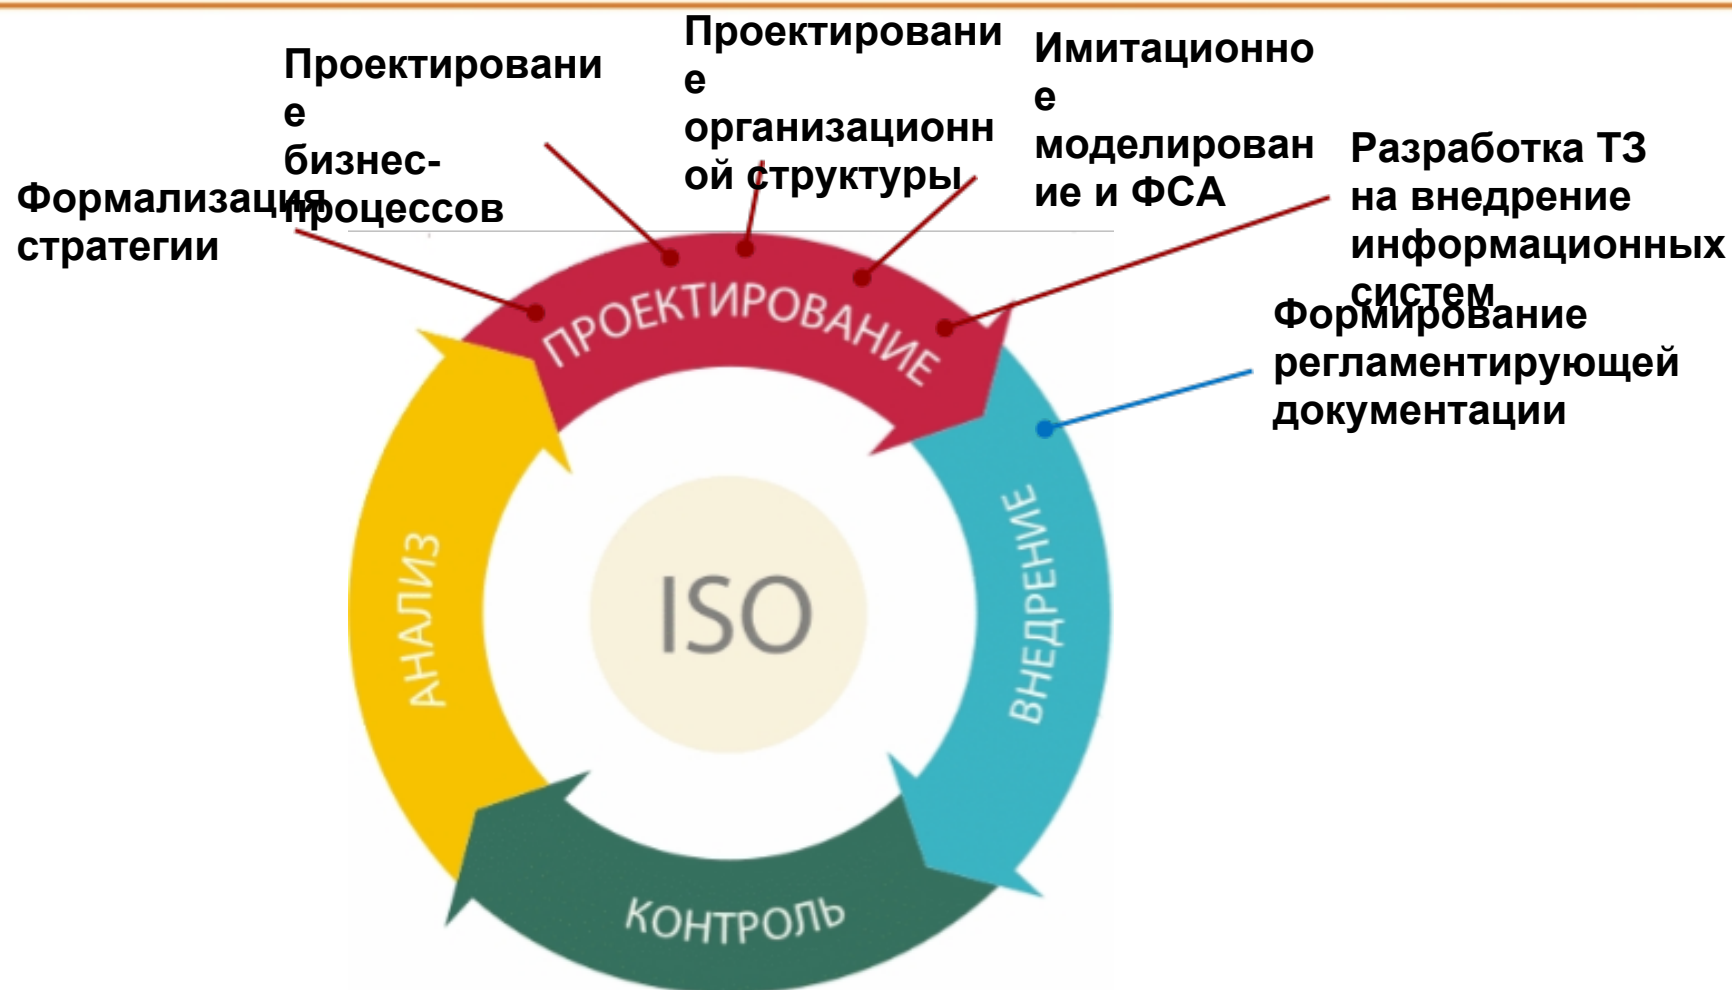 Формализация
стратегии
Проектировани
е
бизнес-
процессов
Проектировани
е
организационн
ой структуры
Имитационно
е
моделирован
ие и ФСА
Разработка ТЗ
на внедрение
информационных
систем
Формирование
регламентирующей
документации
ПРОЕКТИРОВАНИЕ
ВНЕДРЕНИЕ
КОНТРОЛЬ
АНАЛИЗ
ISO